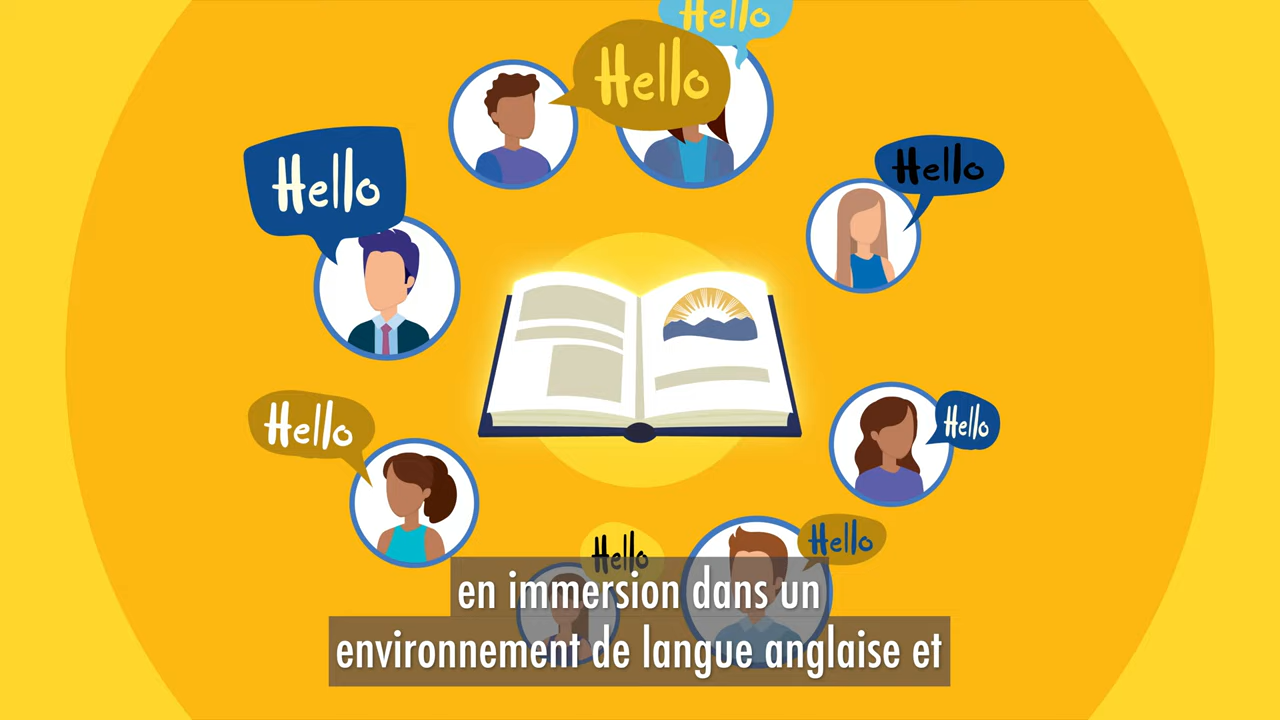 Hello
Hello
Hello
Hello
Hello
Hello
Hello
Hello
en immersion dans un
environnement de langue anglaise et